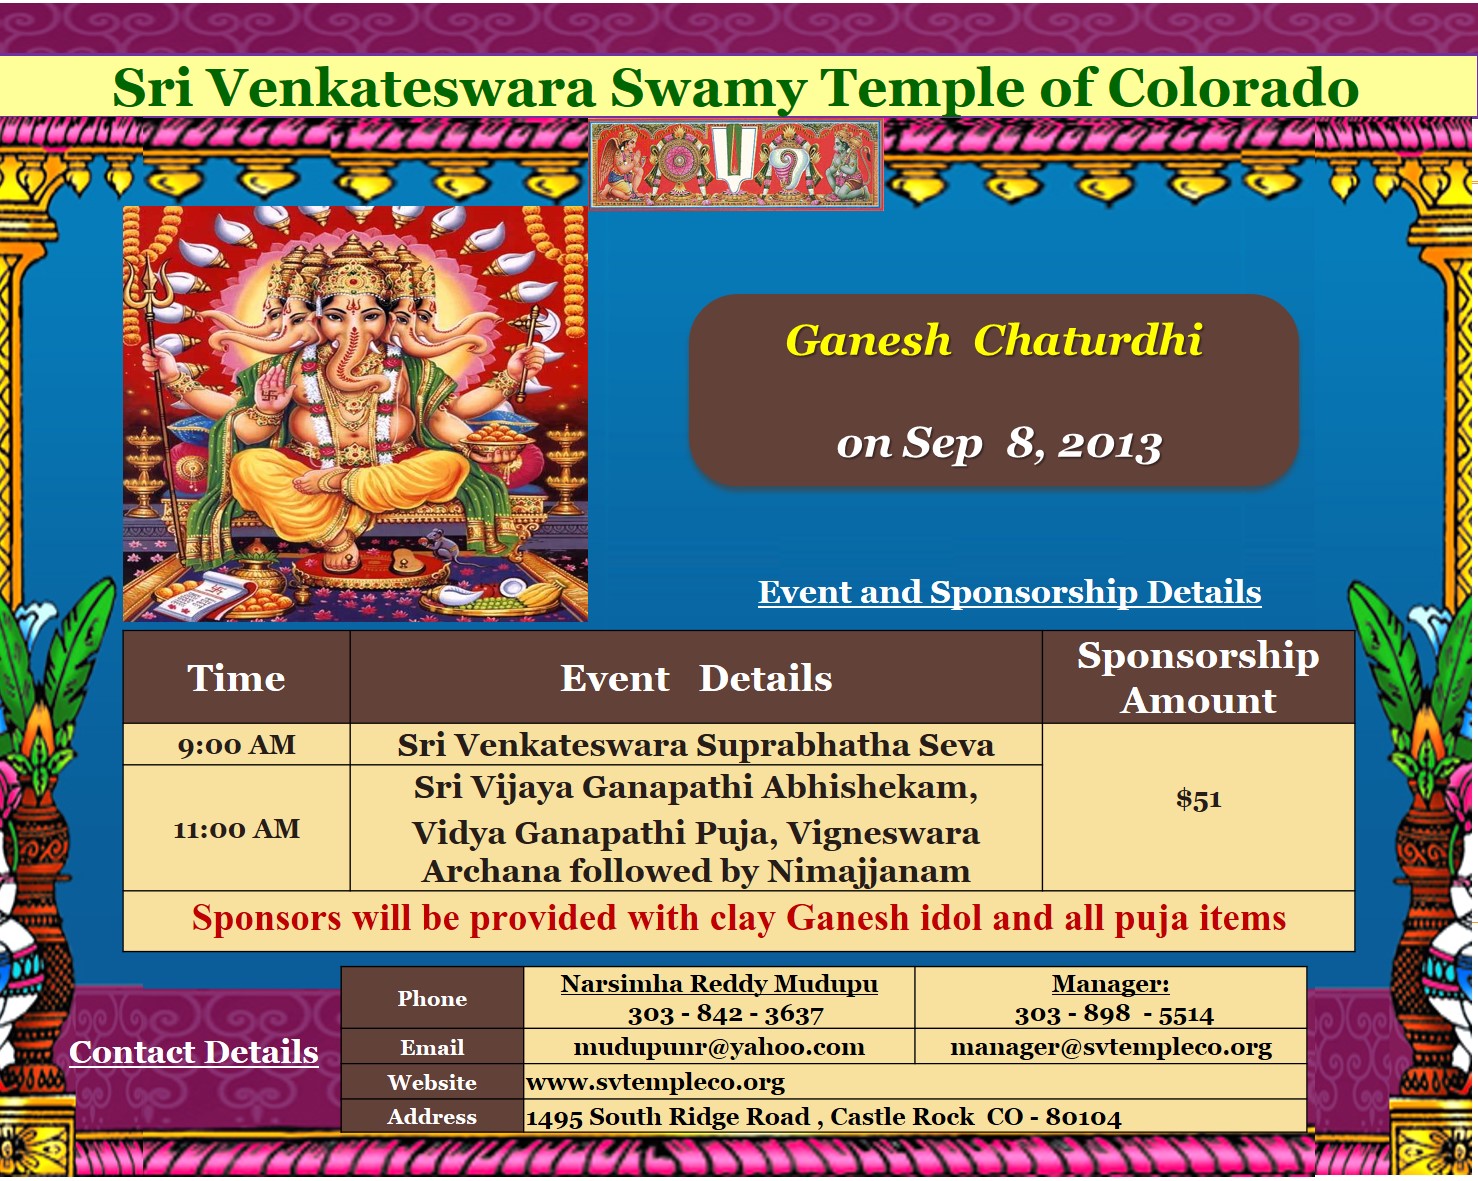 Sri Venkateswara Swamy Temple of Colorado
Ganesh Chaturdhi
on Sep 8, 2013
Event and Sponsorship Details
Time
Event Details
Sponsorship
Amount
9:00 AM
Sri Venkateswara Suprabhatha Seva
$51
11:00 AM
Sri Vijaya Ganapathi Abhishekam,
Vidya Ganapathi Puja, Vigneswara
Archana followed by Nimajjanam
Sponsors will be provided with clay Ganesh idol and all puja items
Contact Details
Phone
Narsimha Reddy Mudupu
303 - 842 - 3637
Manager:
303 - 898 - 5514
Email
mudupunr@yahoo.com
manager@svtempleco.org
Website
www.svtempleco.org
Address
1495 South Ridge Road , Castle Rock CO - 80104